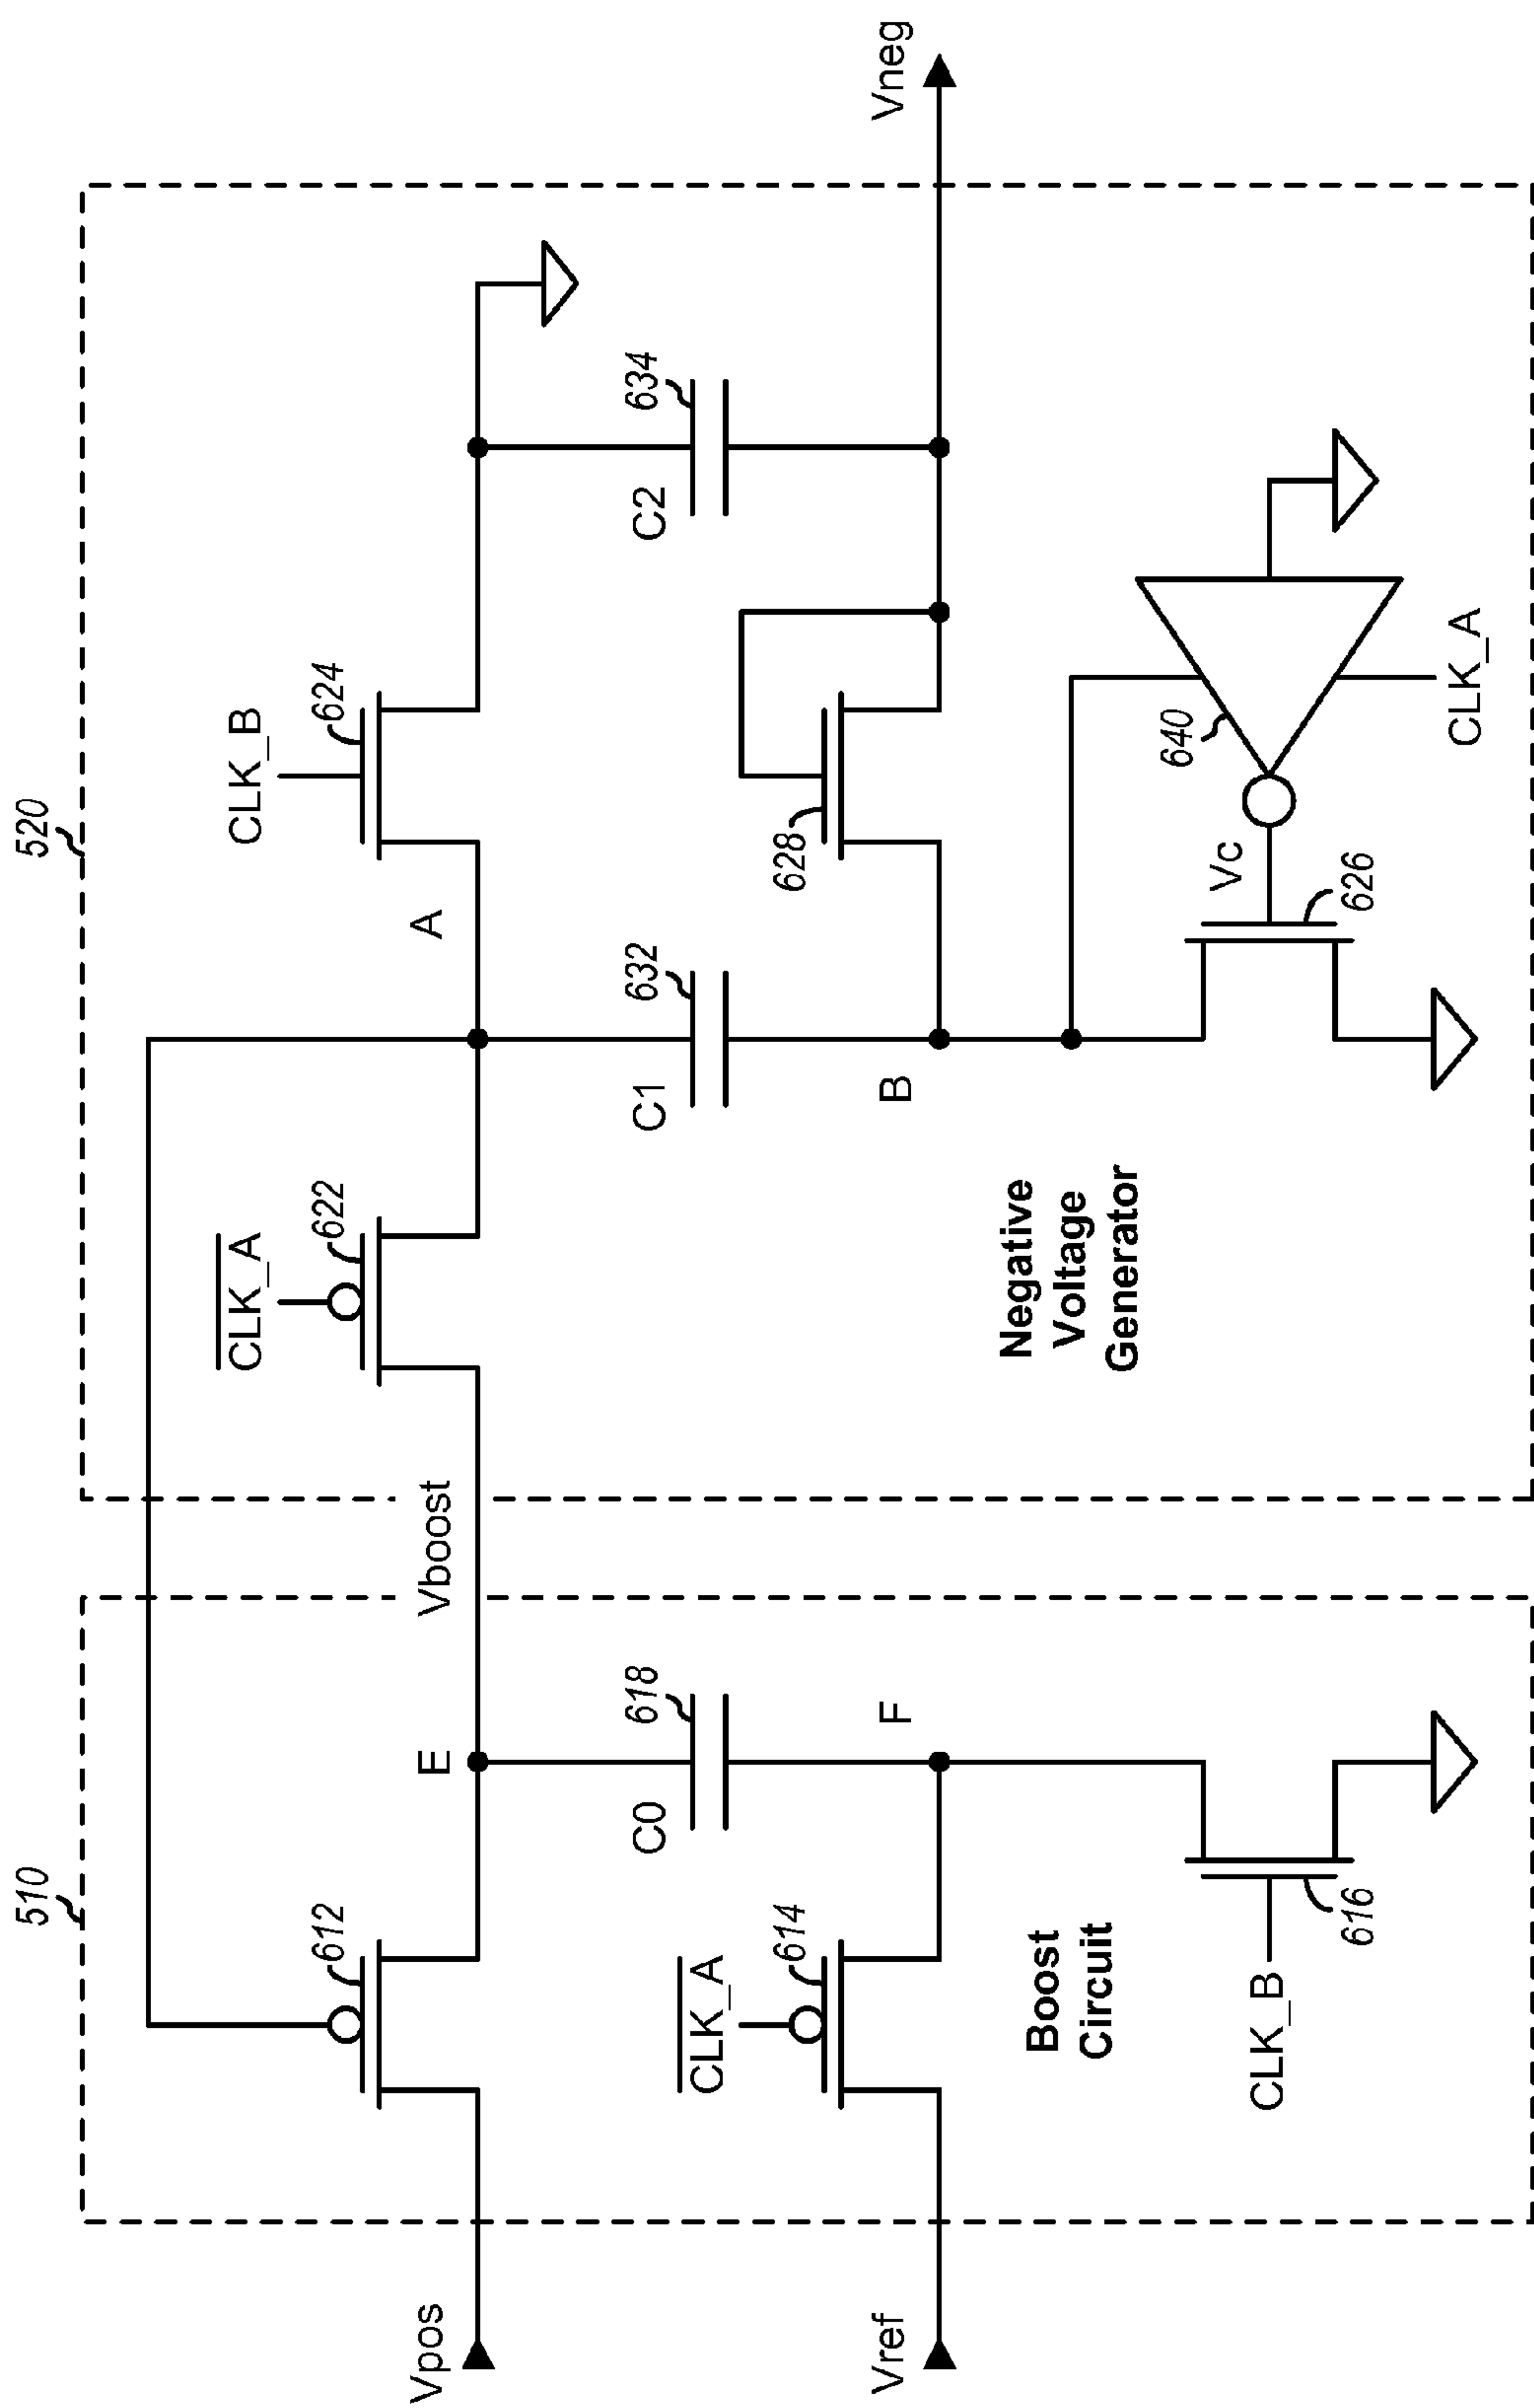 510
520
Vpos
Vref
612
CLK_A
614
Boost
Circuit
CLK_B
616
E
C0
618
F
Vboost
CLK_A
622
Negative
Voltage
Generator
A
C1
632
B
CLK_B
624
628
Vc
626
640
CLK_A
C2
634
Vneg